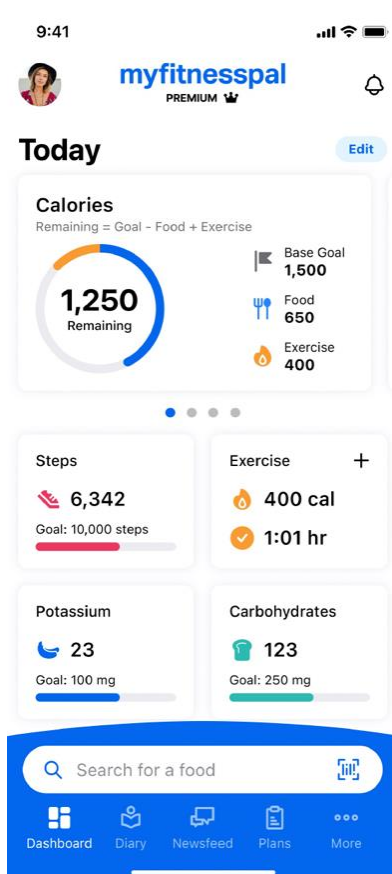 9:41
myfitnesspal
PREMIUM
Today
Edit
Calories
Remaining = Goal - Food + Exercise
1,250
Remaining
Base Goal
1,500
Food
650
Exercise
400
Steps
6,342
Goal: 10,000 steps
Exercise
400 cal
1:01 hr
Potassium
23
Goal: 100 mg
Carbohydrates
123
Goal: 250 mg
Search for a food
Dashboard
Diary
Newsfeed
Plans
More